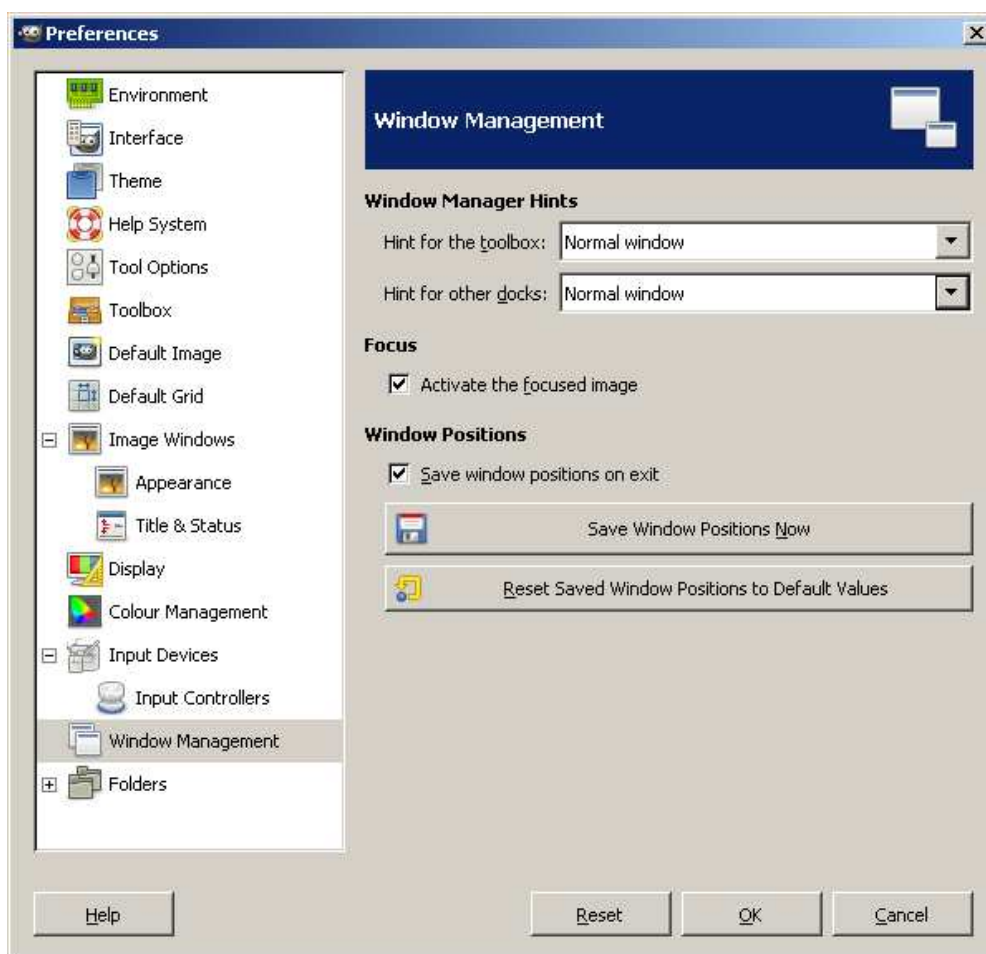 Preferences
Environment
Interface
Theme
Help System
Tool Options
Toolbox
Default Image
Default Grid
Image Windows
Appearance
Title & Status
Display
Colour Management
Input Devices
Input Controllers
Window Management
Folders
Window Management
Window Manager Hints
Hint for the toolbox: Normal window
Hint for other docks: Normal window
Focus
Activate the focused image
Window Positions
Save window positions on exit
Save Window Positions Now
Reset Saved Window Positions to Default Values
Help Reset OK Cancel